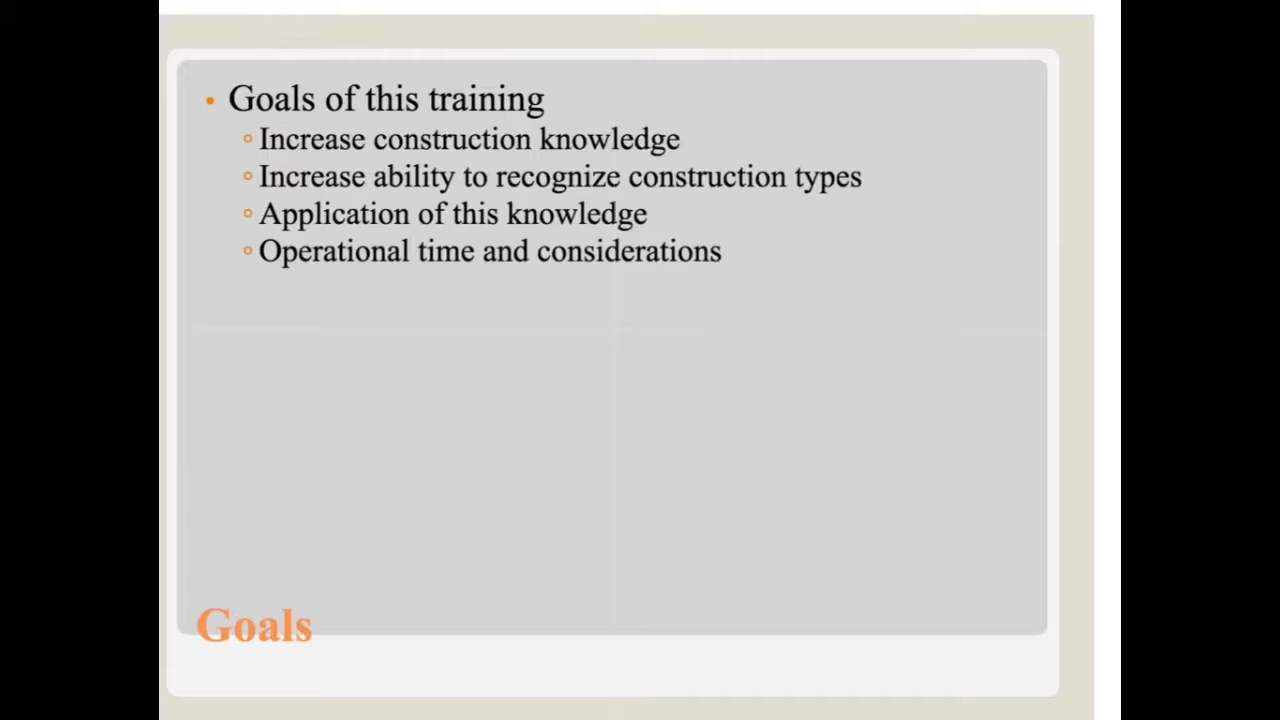 • Goals of this training
◦ Increase construction knowledge
◦ Increase ability to recognize construction types
◦ Application of this knowledge
◦ Operational time and considerations
Goals